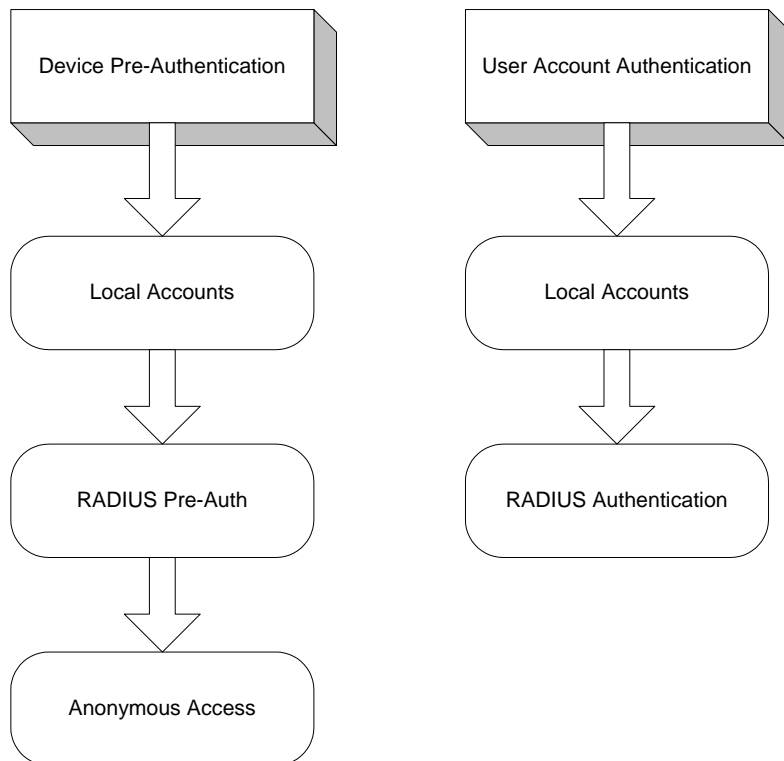 Device Pre-Authentication
User Account Authentication
Local Accounts
Local Accounts
RADIUS Pre-Auth
RADIUS Authentication
Anonymous Access